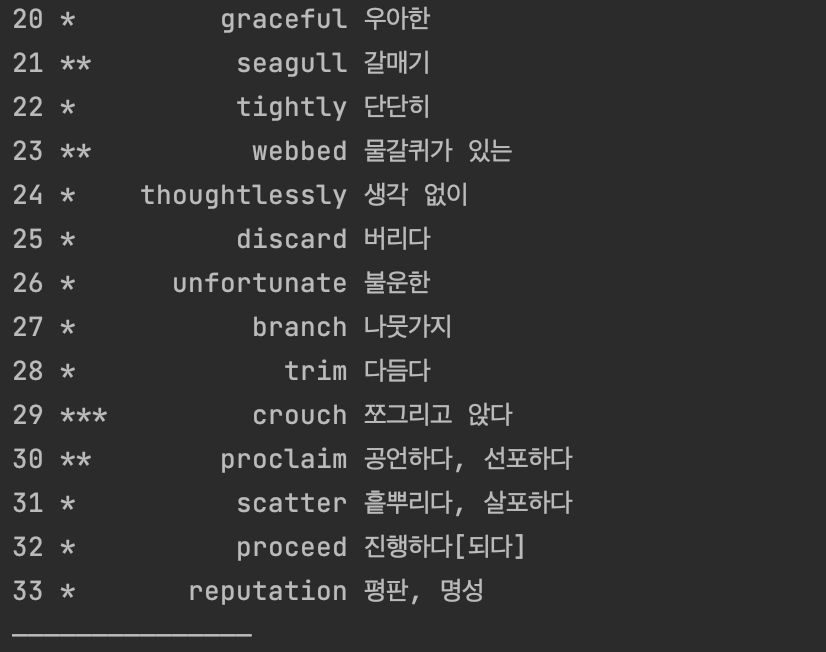 20 * graceful 우아한
21 ** seagull 갈매기
22 * tightly 단단히
23 ** webbed 물갈퀴가 있는
24 * thoughtlessly 생각 없이
25 * discard 버리다
26 * unfortunate 불운한
27 * branch 나뭇가지
28 * trim 다듬다
29 *** crouch 쪼그리고 앉다
30 ** proclaim 공언하다, 선포하다
31 * scatter 흩뿌리다, 살포하다
32 * proceed 진행하다[되다]
33 * reputation 평판, 명성
_______________